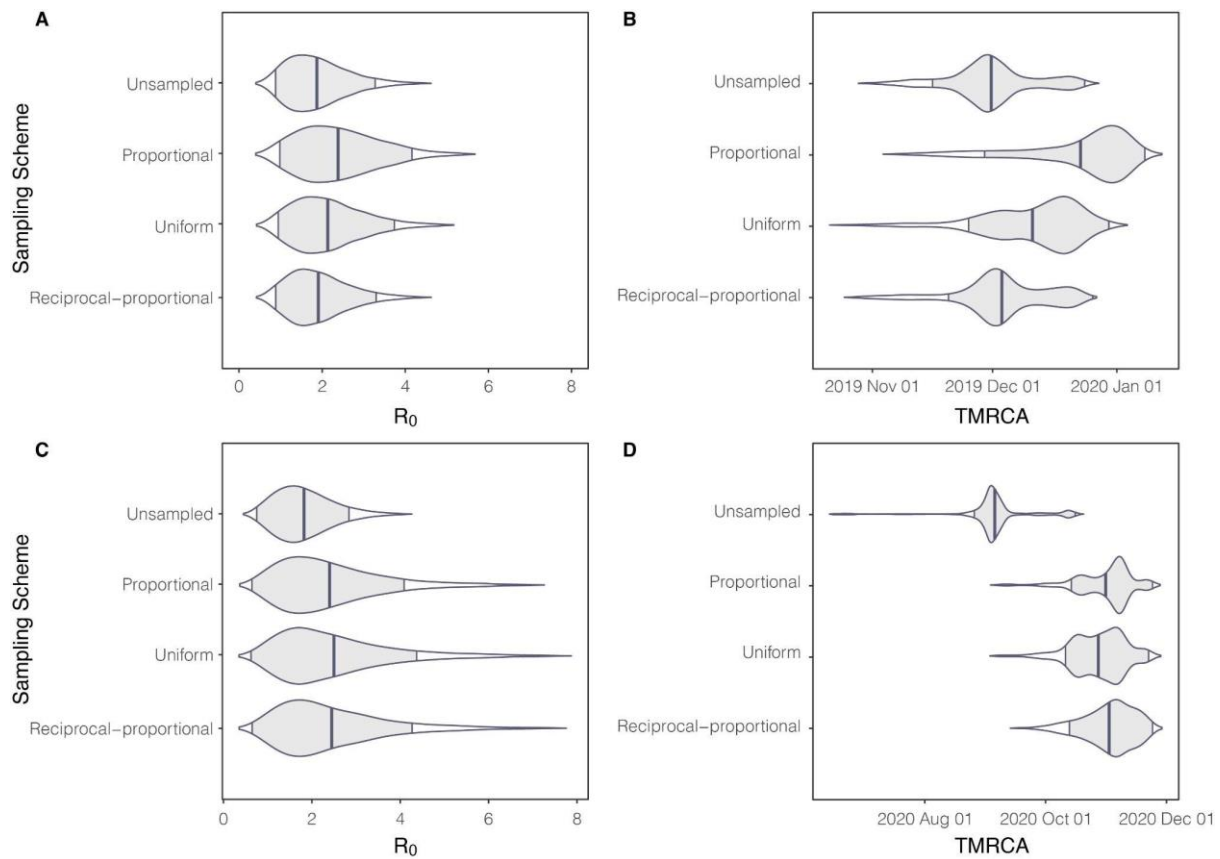 A
B
Sampling Scheme
Unsampled
Proportional
Uniform
Reciprocal−proportional
0 2 4 6 8
R0
Unsampled
Proportional
Uniform
Reciprocal−proportional
2019 Nov 01 2019 Dec 01 2020 Jan 01
TMRCA
C
D
Sampling Scheme
Unsampled
Proportional
Uniform
Reciprocal−proportional
0 2 4 6 8
R0
Unsampled
Proportional
Uniform
Reciprocal−proportional
2020 Aug 01 2020 Oct 01 2020 Dec 01
TMRCA